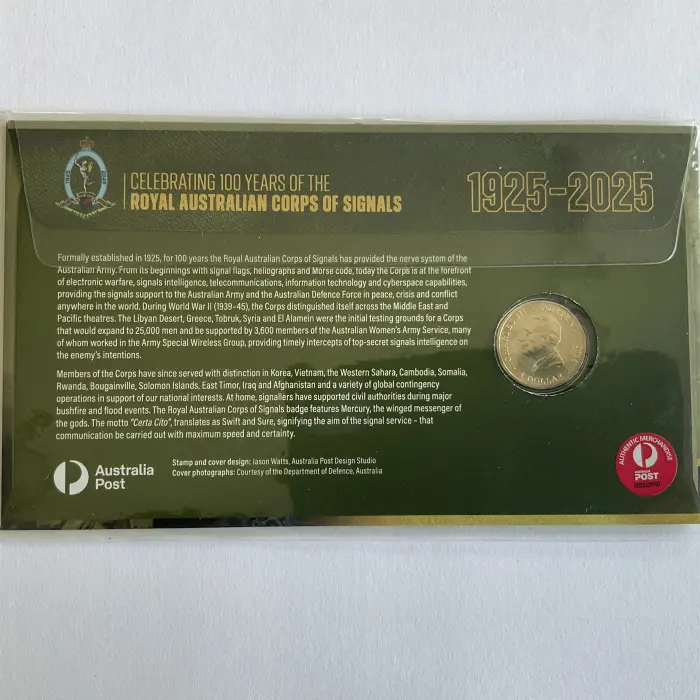 CELEBRATING 100 YEARS OF THE
ROYAL AUSTRALIAN CORPS OF SIGNALS
1925-2025
Formally established in 1925, for 100 years the Royal Australian Corps of Signals has provided the nerve system of the
Australian Army. From its beginnings with signal flags, heliographs and Morse code, today the Corps is at the forefront
of electronic warfare, signals intelligence, telecommunications, information technology and cyberspace capabilities,
providing the signals support to the Australian Army and the Australian Defence Force in peace, crisis and conflict
anywhere in the world. During World War II (1939–45), the Corps distinguished itself across the Middle East and
Pacific theatres. The Libyan Desert, Greece, Tobruk, Syria and El Alamein were the initial testing grounds for a Corps
that would expand to 25,000 men and be supported by 3,600 members of the Australian Women's Army Service, many
of whom worked in the Army Special Wireless Group, providing timely intercepts of top-secret signals intelligence on
the enemy's intentions.
Members of the Corps have since served with distinction in Korea, Vietnam, the Western Sahara, Cambodia, Somalia,
Rwanda, Bougainville, Solomon Islands, East Timor, Iraq and Afghanistan and a variety of global contingency
operations in support of our national interests. At home, signallers have supported civil authorities during major
bushfire and flood events. The Royal Australian Corps of Signals badge features Mercury, the winged messenger of
the gods. The motto "Certa Cito", translates as Swift and Sure, signifying the aim of the signal service – that
communication be carried out with maximum speed and certainty.
Australia
Post
Stamp and cover design: Jason Watts, Australia Post Design Studio
Cover photographs: Courtesy of the Department of Defence, Australia
1 DOLLAR
AUTHENTIC MERCHANDISE
POST